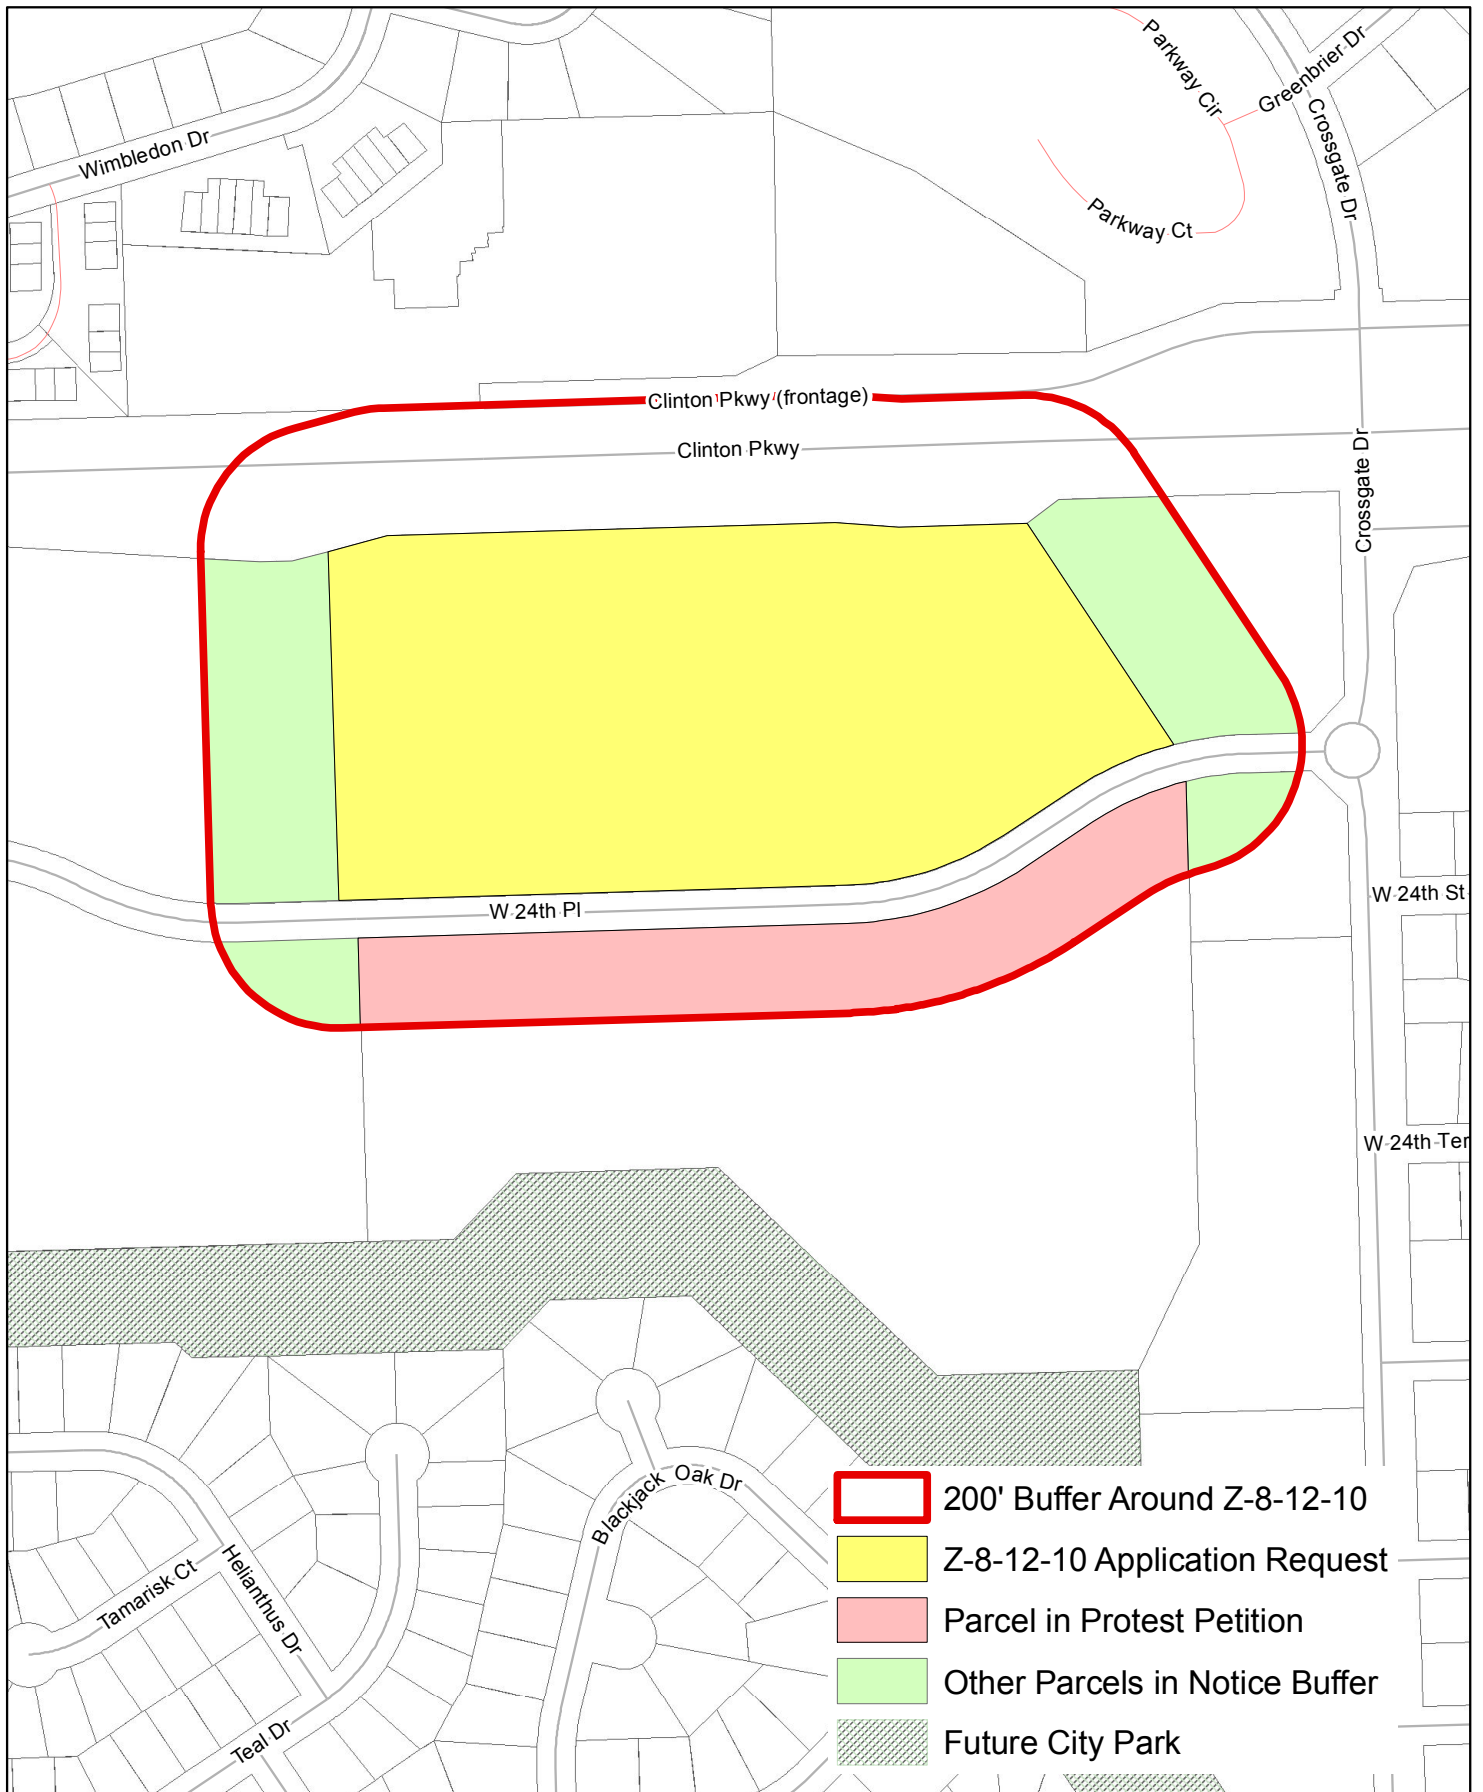 Parkway Cir
Greenbrier Dr
Crossgate Dr
Wimbledon Dr
Parkway Ct
Clinton Pkwy (frontage)
Clinton Pkwy
Crossgate Dr
W 24th Pl
W 24th St
W 24th Ter
Blackjack Oak Dr
Helianthus Dr
Tamarisk Ct
Teal Dr
200' Buffer Around Z-8-12-10
Z-8-12-10 Application Request
Parcel in Protest Petition
Other Parcels in Notice Buffer
Future City Park